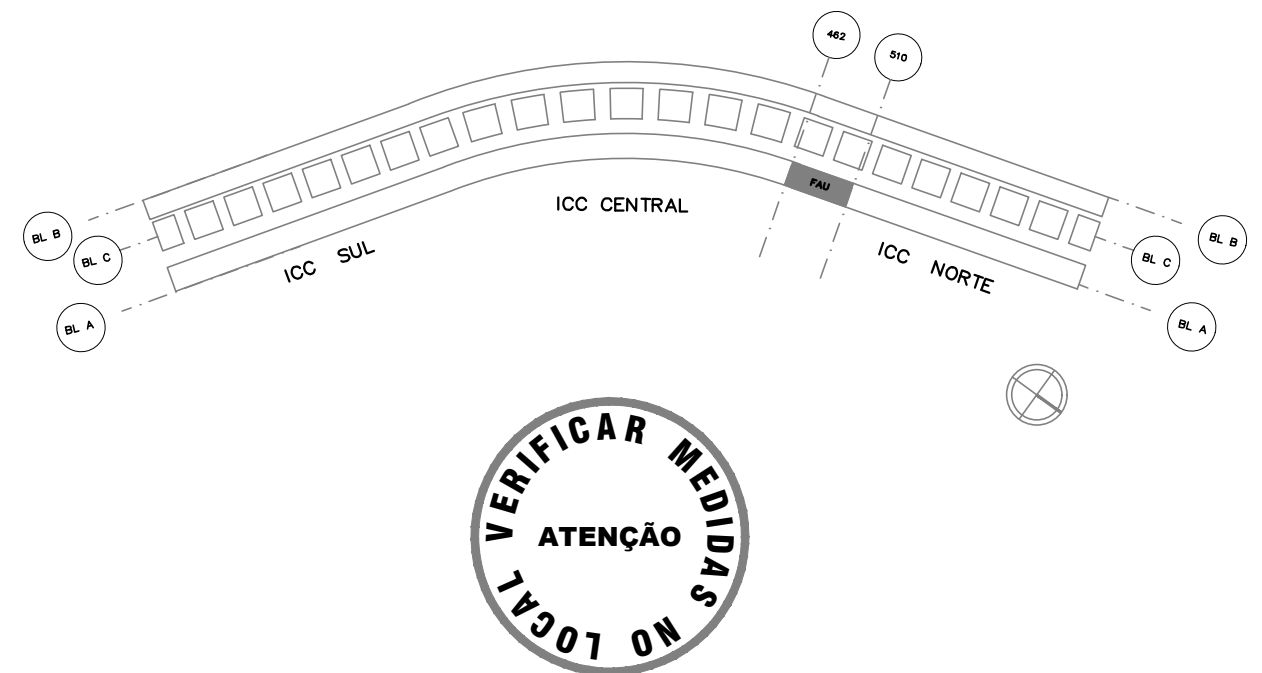 462
510
FAU
ICC CENTRAL
BL B
BL C
BL A
ICC SUL
ICC NORTE
BL B
BL C
BL A
VERIFICAR MEDIDAS NO LOCAL
ATENÇÃO